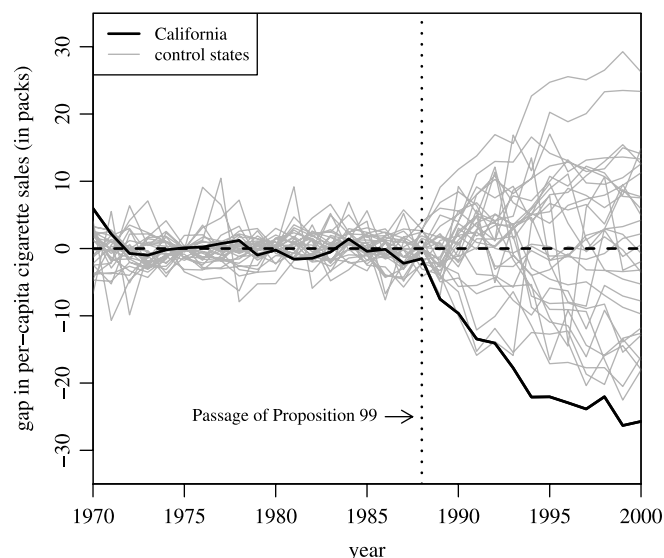 California
control states
gap in per−capita cigarette sales (in packs)
30
20
10
0
−10
−20
−30
Passage of Proposition 99
1970 1975 1980 1985 1990 1995 2000
year